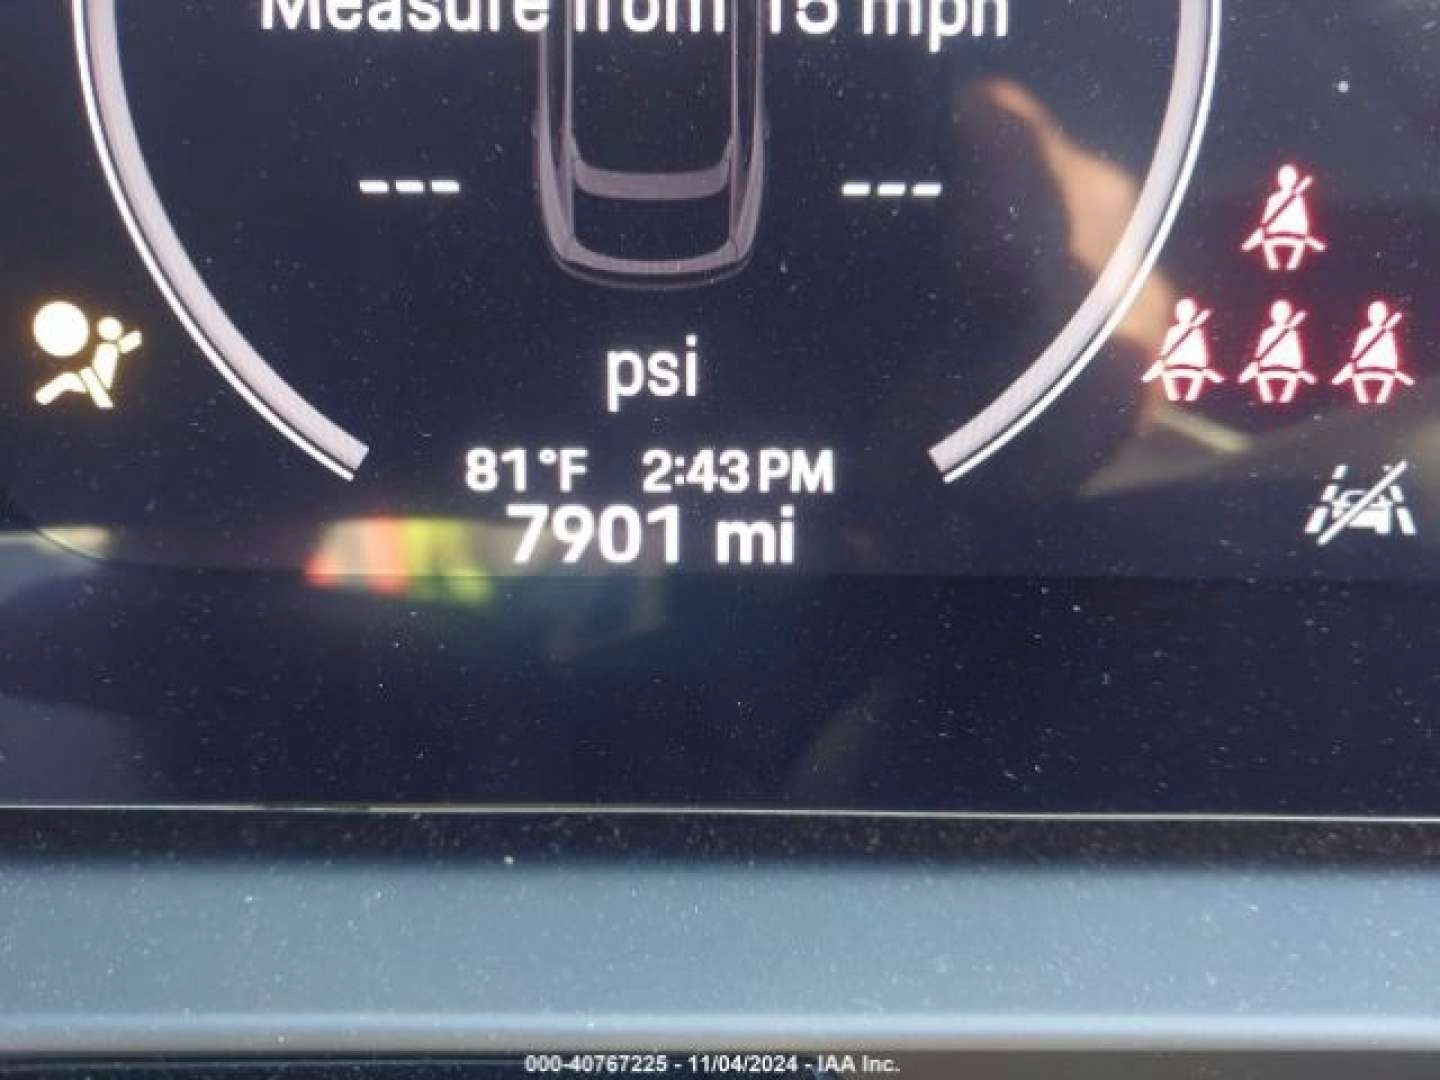 Measure from 15 mph
--- ---
psi
81°F 2:43 PM
7901 mi
000-40767225 - 11/04/2024 - IAA Inc.